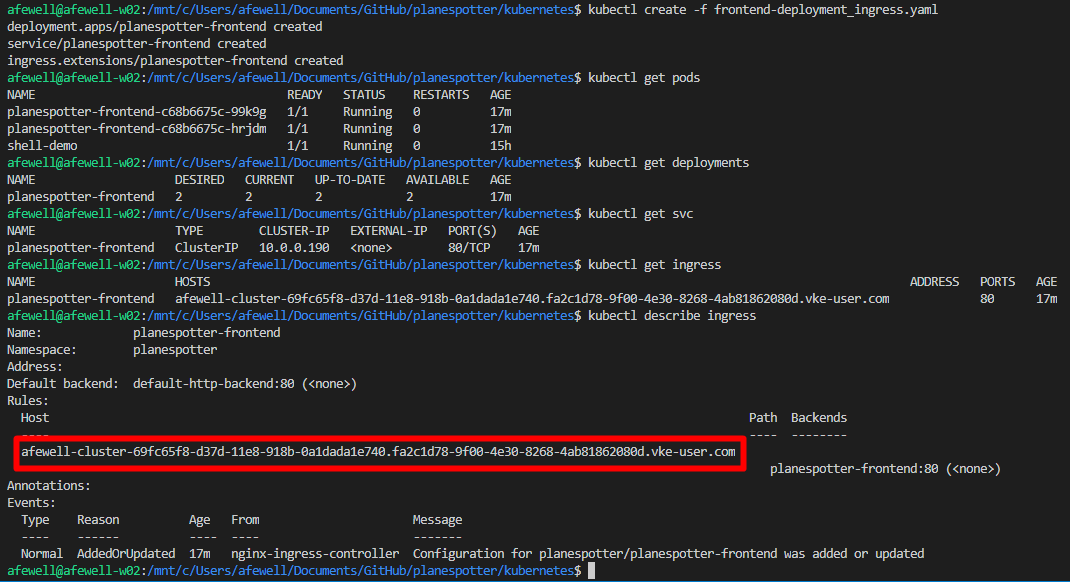 afewell@afewell-w02:/mnt/c/Users/afewell/Documents/GitHub/planespotter/kubernetes$ kubectl create -f frontend-deployment_ingress.yaml
deployment.apps/planespotter-frontend created
service/planespotter-frontend created
ingress.extensions/planespotter-frontend created
afewell@afewell-w02:/mnt/c/Users/afewell/Documents/GitHub/planespotter/kubernetes$ kubectl get pods
NAME READY STATUS RESTARTS AGE
planespotter-frontend-c68b6675c-99k9g 1/1 Running 0 17m
planespotter-frontend-c68b6675c-hrjdm 1/1 Running 0 17m
shell-demo 1/1 Running 0 15h
afewell@afewell-w02:/mnt/c/Users/afewell/Documents/GitHub/planespotter/kubernetes$ kubectl get deployments
NAME DESIRED CURRENT UP-TO-DATE AVAILABLE AGE
planespotter-frontend 2 2 2 2 17m
afewell@afewell-w02:/mnt/c/Users/afewell/Documents/GitHub/planespotter/kubernetes$ kubectl get svc
NAME TYPE CLUSTER-IP EXTERNAL-IP PORT(S) AGE
planespotter-frontend ClusterIP 10.0.0.190 <none> 80/TCP 17m
afewell@afewell-w02:/mnt/c/Users/afewell/Documents/GitHub/planespotter/kubernetes$ kubectl get ingress
NAME HOSTS ADDRESS PORTS AGE
planespotter-frontend afewell-cluster-69fc65f8-d37d-11e8-918b-0a1dada1e740.fa2c1d78-9f00-4e30-8268-4ab81862080d.vke-user.com 80 17m
afewell@afewell-w02:/mnt/c/Users/afewell/Documents/GitHub/planespotter/kubernetes$ kubectl describe ingress
Name: planespotter-frontend
Namespace: planespotter
Address:
Default backend: default-http-backend:80 (<none>)
Rules:
Host Path Backends
---- ---- --------
afewell-cluster-69fc65f8-d37d-11e8-918b-0a1dada1e740.fa2c1d78-9f00-4e30-8268-4ab81862080d.vke-user.com
planespotter-frontend:80 (<none>)
Annotations:
Events:
Type Reason Age From Message
---- ------ ---- ---- -------
Normal AddedOrUpdated 17m nginx-ingress-controller Configuration for planespotter/planespotter-frontend was added or updated
afewell@afewell-w02:/mnt/c/Users/afewell/Documents/GitHub/planespotter/kubernetes$